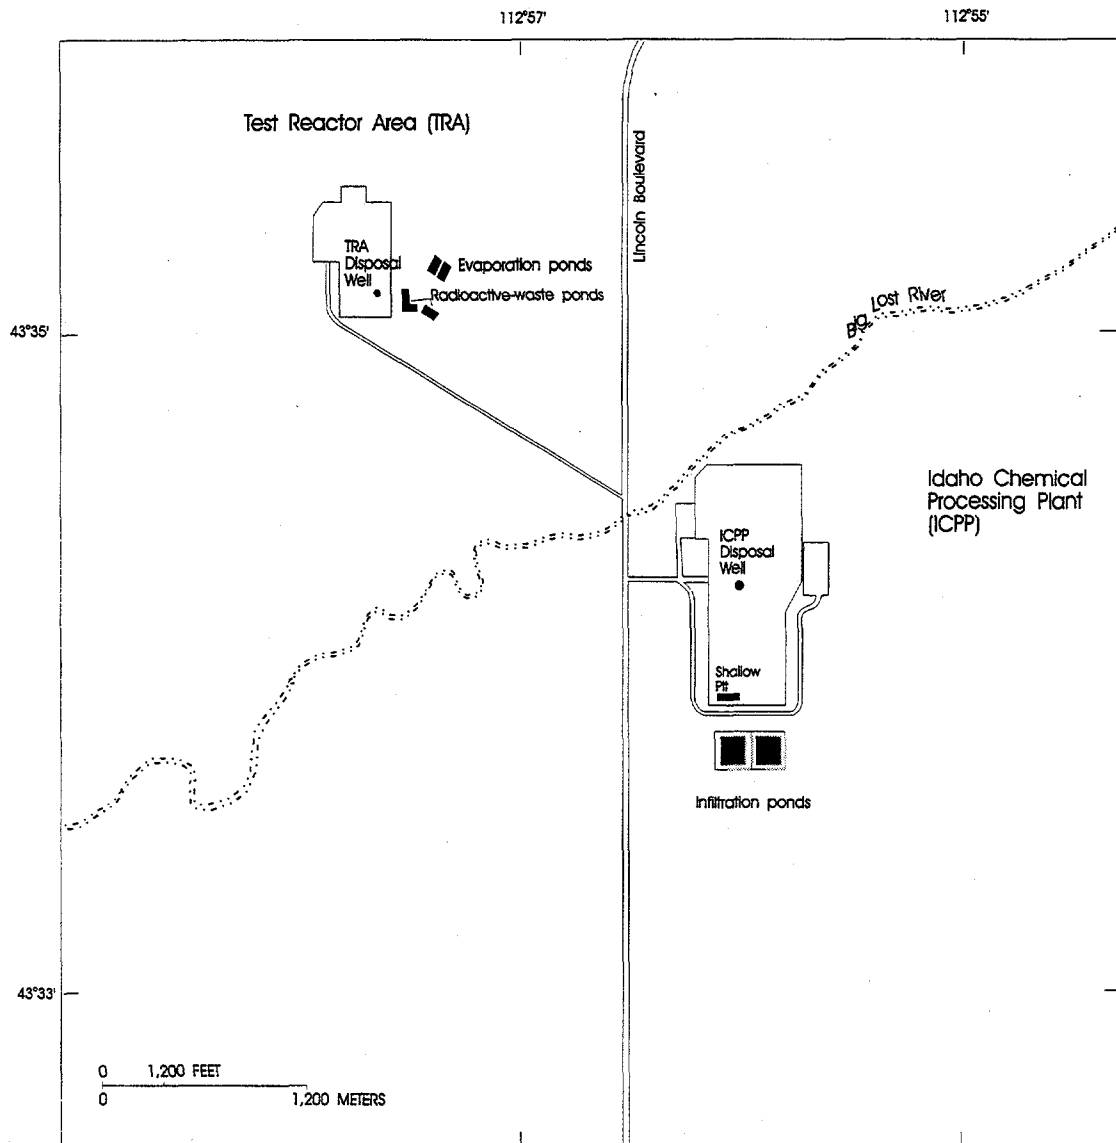 112°57'
112°55'
Test Reactor Area (TRA)
Lincoln Boulevard
TRA
Disposal
Well
Evaporation ponds
Radioactive-waste ponds
Big Lost River
43°35'
Idaho Chemical
Processing Plant
(ICPP)
ICPP
Disposal
Well
Shallow
Pit
Infiltration ponds
43°33'
0 1,200 FEET
0 1,200 METERS